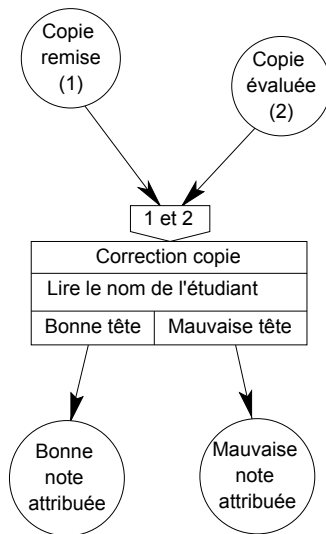 Copie
remise
(1)
Copie
évaluée
(2)
1 et 2
Correction copie
Lire le nom de l'étudiant
Bonne tête
Mauvaise tête
Bonne
note
attribuée
Mauvaise
note
attribuée